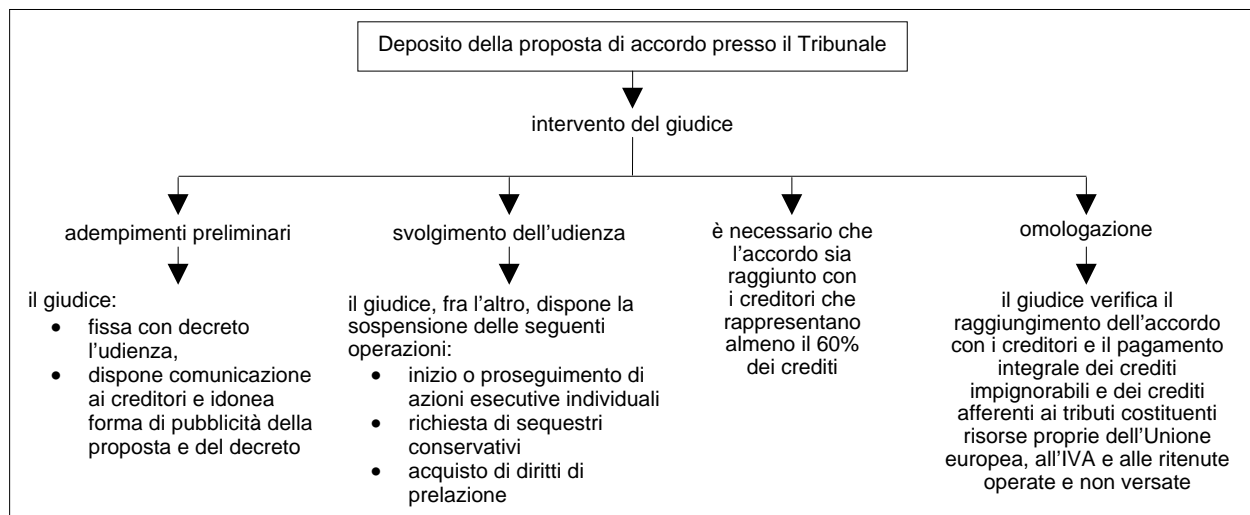 Deposito della proposta di accordo presso il Tribunale
intervento del giudice
adempimenti preliminari
il giudice:
• fissa con decreto
l’udienza,
• dispone comunicazione
ai creditori e idonea
forma di pubblicità della
proposta e del decreto
svolgimento dell’udienza
il giudice, fra l’altro, dispone la
sospensione delle seguenti
operazioni:
• inizio o proseguimento di
azioni esecutive individuali
• richiesta di sequestri
conservativi
• acquisto di diritti di
prelazione
è necessario che
l’accordo sia
raggiunto con
i creditori che
rappresentano
almeno il 60%
dei crediti
omologazione
il giudice verifica il
raggiungimento dell’accordo
con i creditori e il pagamento
integrale dei crediti
impignorabili e dei crediti
afferenti ai tributi costituenti
risorse proprie dell’Unione
europea, all’IVA e alle ritenute
operate e non versate